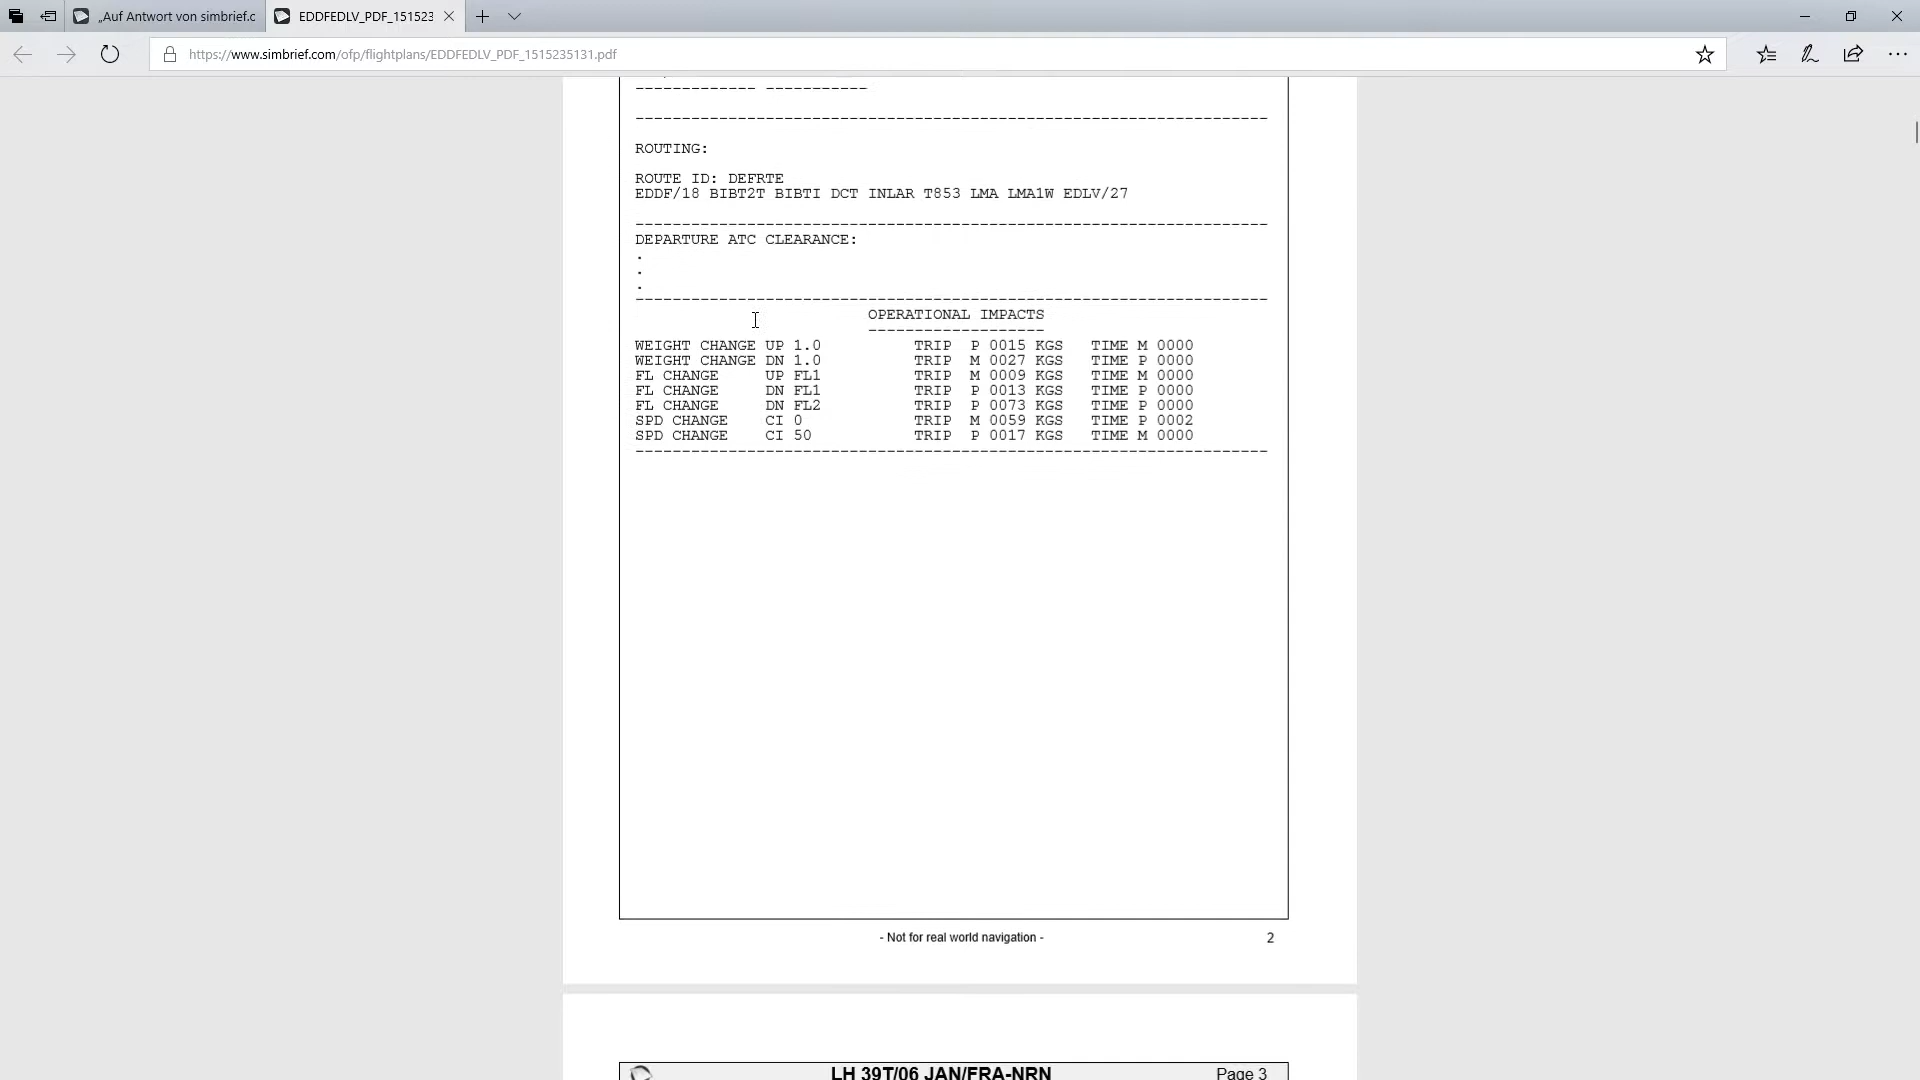 „Auf Antwort von simbrief.c
EDDFEDLV_PDF_151523
https://www.simbrief.com/ofp/flightplans/EDDFEDLV_PDF_1515235131.pdf
------------- -----------
--------------------------------------------------------------------
ROUTING:
ROUTE ID: DEFRTE
EDDF/18 BIBT2T BIBTI DCT INLAR T853 LMA LMA1W EDLV/27
--------------------------------------------------------------------
DEPARTURE ATC CLEARANCE:
.
.
.
--------------------------------------------------------------------
OPERATIONAL IMPACTS
-------------------
WEIGHT CHANGE UP 1.0 TRIP P 0015 KGS TIME M 0000
WEIGHT CHANGE DN 1.0 TRIP M 0027 KGS TIME P 0000
FL CHANGE UP FL1 TRIP M 0009 KGS TIME M 0000
FL CHANGE DN FL1 TRIP P 0013 KGS TIME P 0000
FL CHANGE DN FL2 TRIP P 0073 KGS TIME P 0000
SPD CHANGE CI 0 TRIP M 0059 KGS TIME P 0002
SPD CHANGE CI 50 TRIP P 0017 KGS TIME M 0000
--------------------------------------------------------------------
- Not for real world navigation - 2
LH 39T/06 JAN/FRA-NRN Page 3